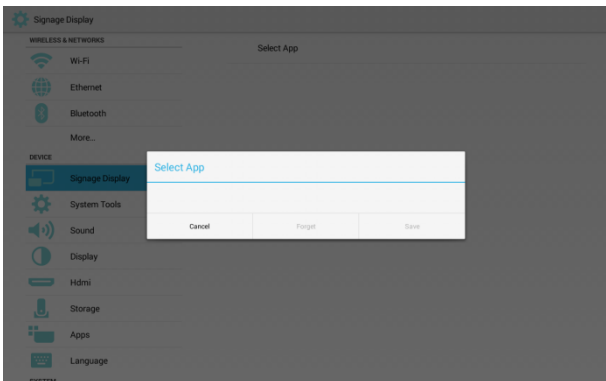 Signage Display
WIRELESS & NETWORKS
Wi-Fi
Ethernet
Bluetooth
More...
DEVICE
Signage Display
System Tools
Sound
Display
Hdmi
Storage
Apps
Language
SYSTEM
Select App
Select App
Cancel
Forget
Save